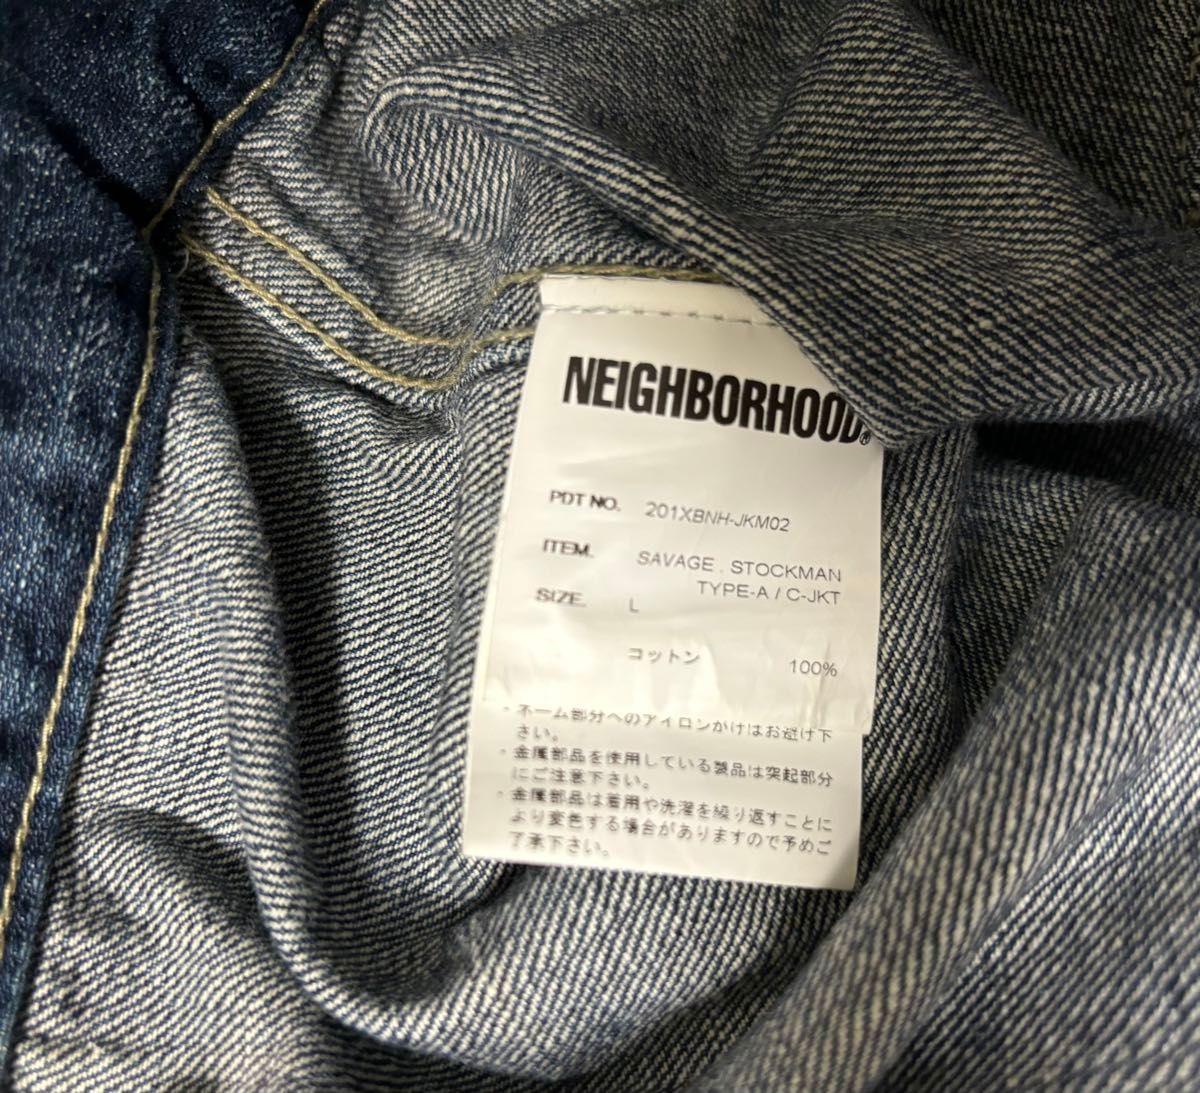 NEIGHBORHOOD®
PDT NO. 201XBNH-JKM02
ITEM. SAVAGE . STOCKMAN
TYPE-A / C-JKT
SIZE. L
コットン 100%
・ネーム部分へのアイロンがけはお避け下
さい。
・金属部品を使用している製品は突起部分
にご注意下さい。
・金属部品は着用や洗濯を繰り返すことに
より変色する場合がありますので予めご
了承下さい。